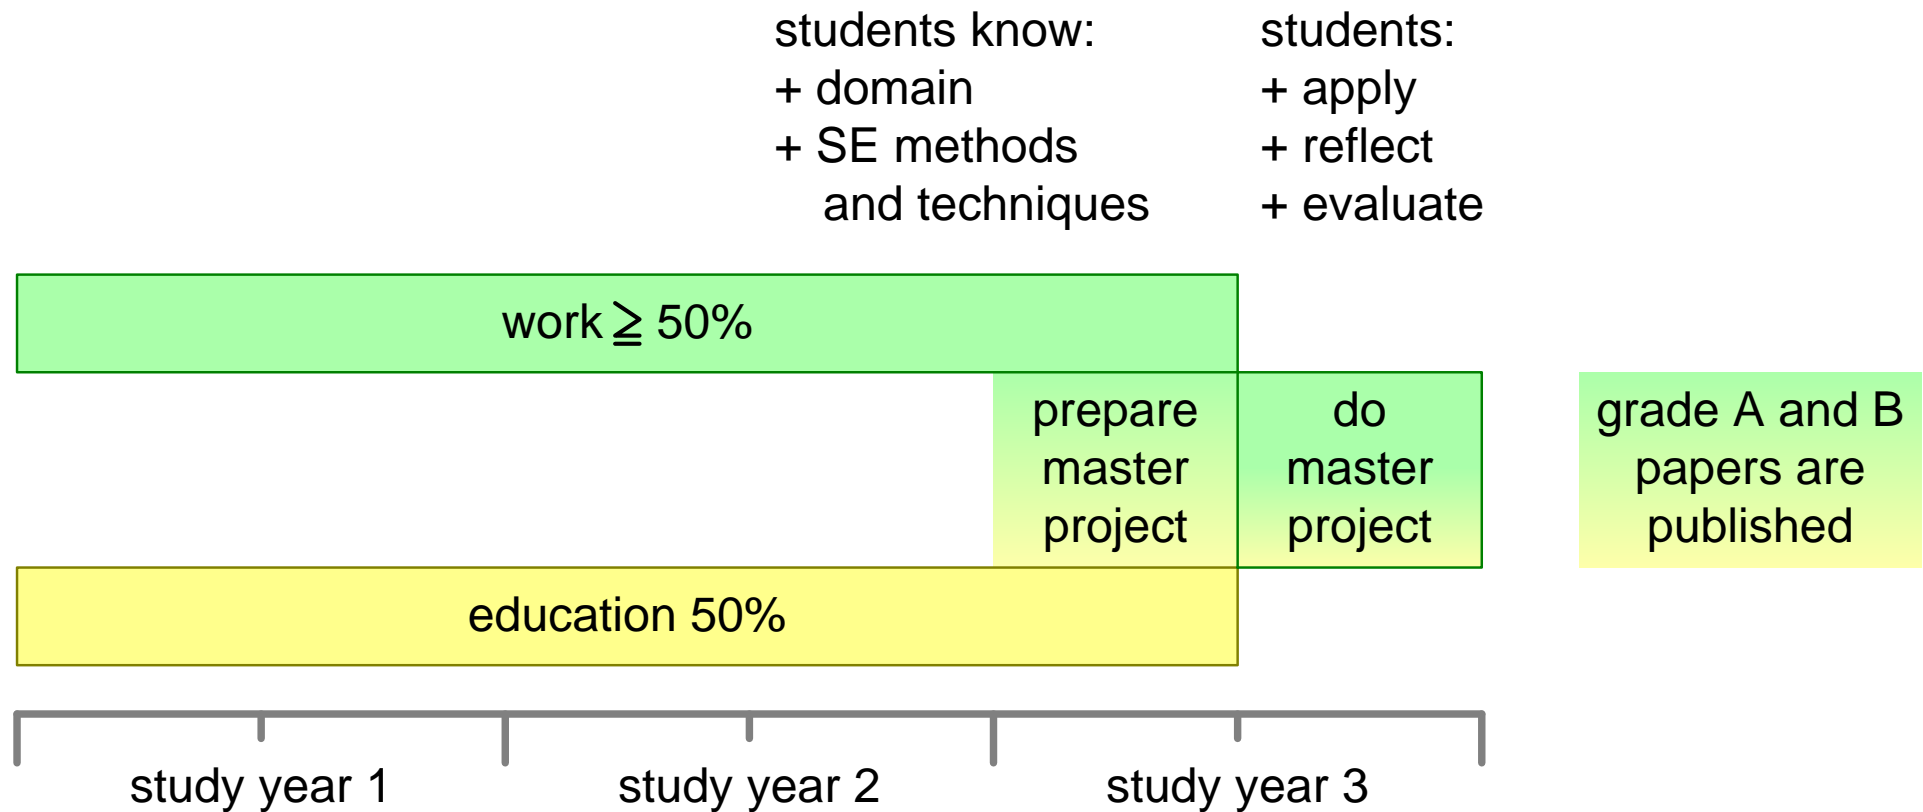 students know:
+ domain
+ SE methods
and techniques
students:
+ apply
+ reflect
+ evaluate
work ≧ 50%
prepare
master
project
do
master
project
grade A and B
papers are
published
education 50%
study year 1
study year 2
study year 3